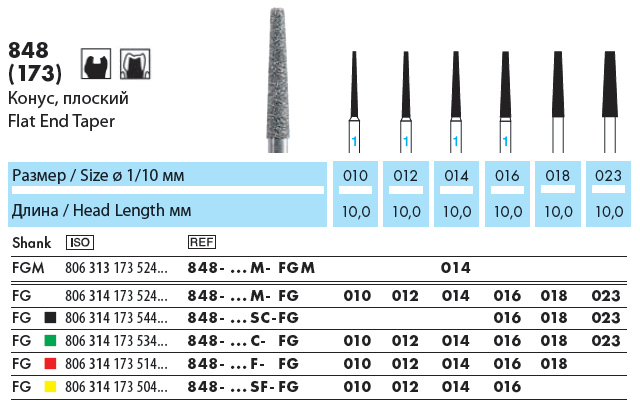 848
(173)
Конус, плоский
Flat End Taper
1 1 1 1
Размер / Size ø 1/10 мм 010 012 014 016 018 023
Длина / Head Length мм 10,0 10,0 10,0 10,0 10,0 10,0
Shank ISO REF
FGM 806 313 173 524... 848- ...M- FGM 014
FG 806 314 173 524... 848- ...M- FG 010 012 014 016 018 023
FG 806 314 173 544... 848- ...SC-FG 016 018 023
FG 806 314 173 534... 848- ...C- FG 010 012 014 016 018 023
FG 806 314 173 514... 848- ...F- FG 010 012 014 016 018
FG 806 314 173 504... 848- ...SF- FG 010 012 014 016